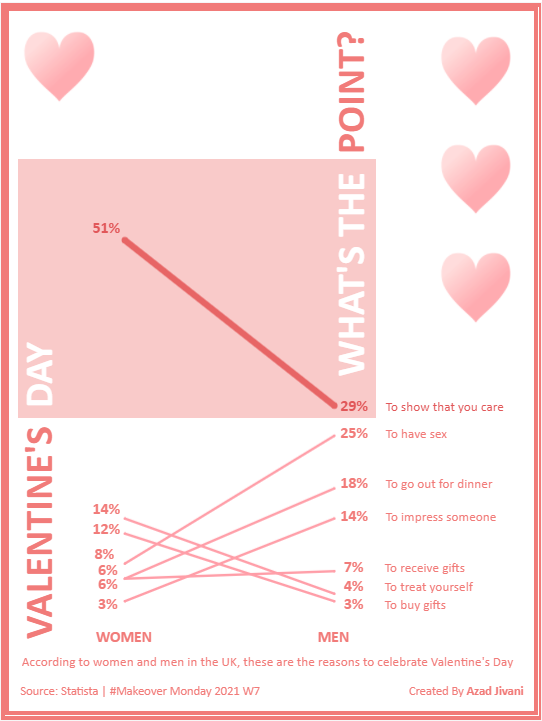 VALENTINE'S DAY
WHAT'S THE POINT?
51%
29% To show that you care
25% To have sex
18% To go out for dinner
14% To impress someone
14%
12%
8%
6%
6%
3%
7% To receive gifts
4% To treat yourself
3% To buy gifts
WOMEN MEN
According to women and men in the UK, these are the reasons to celebrate Valentine's Day
Source: Statista | #Makeover Monday 2021 W7 Created By Azad Jivani